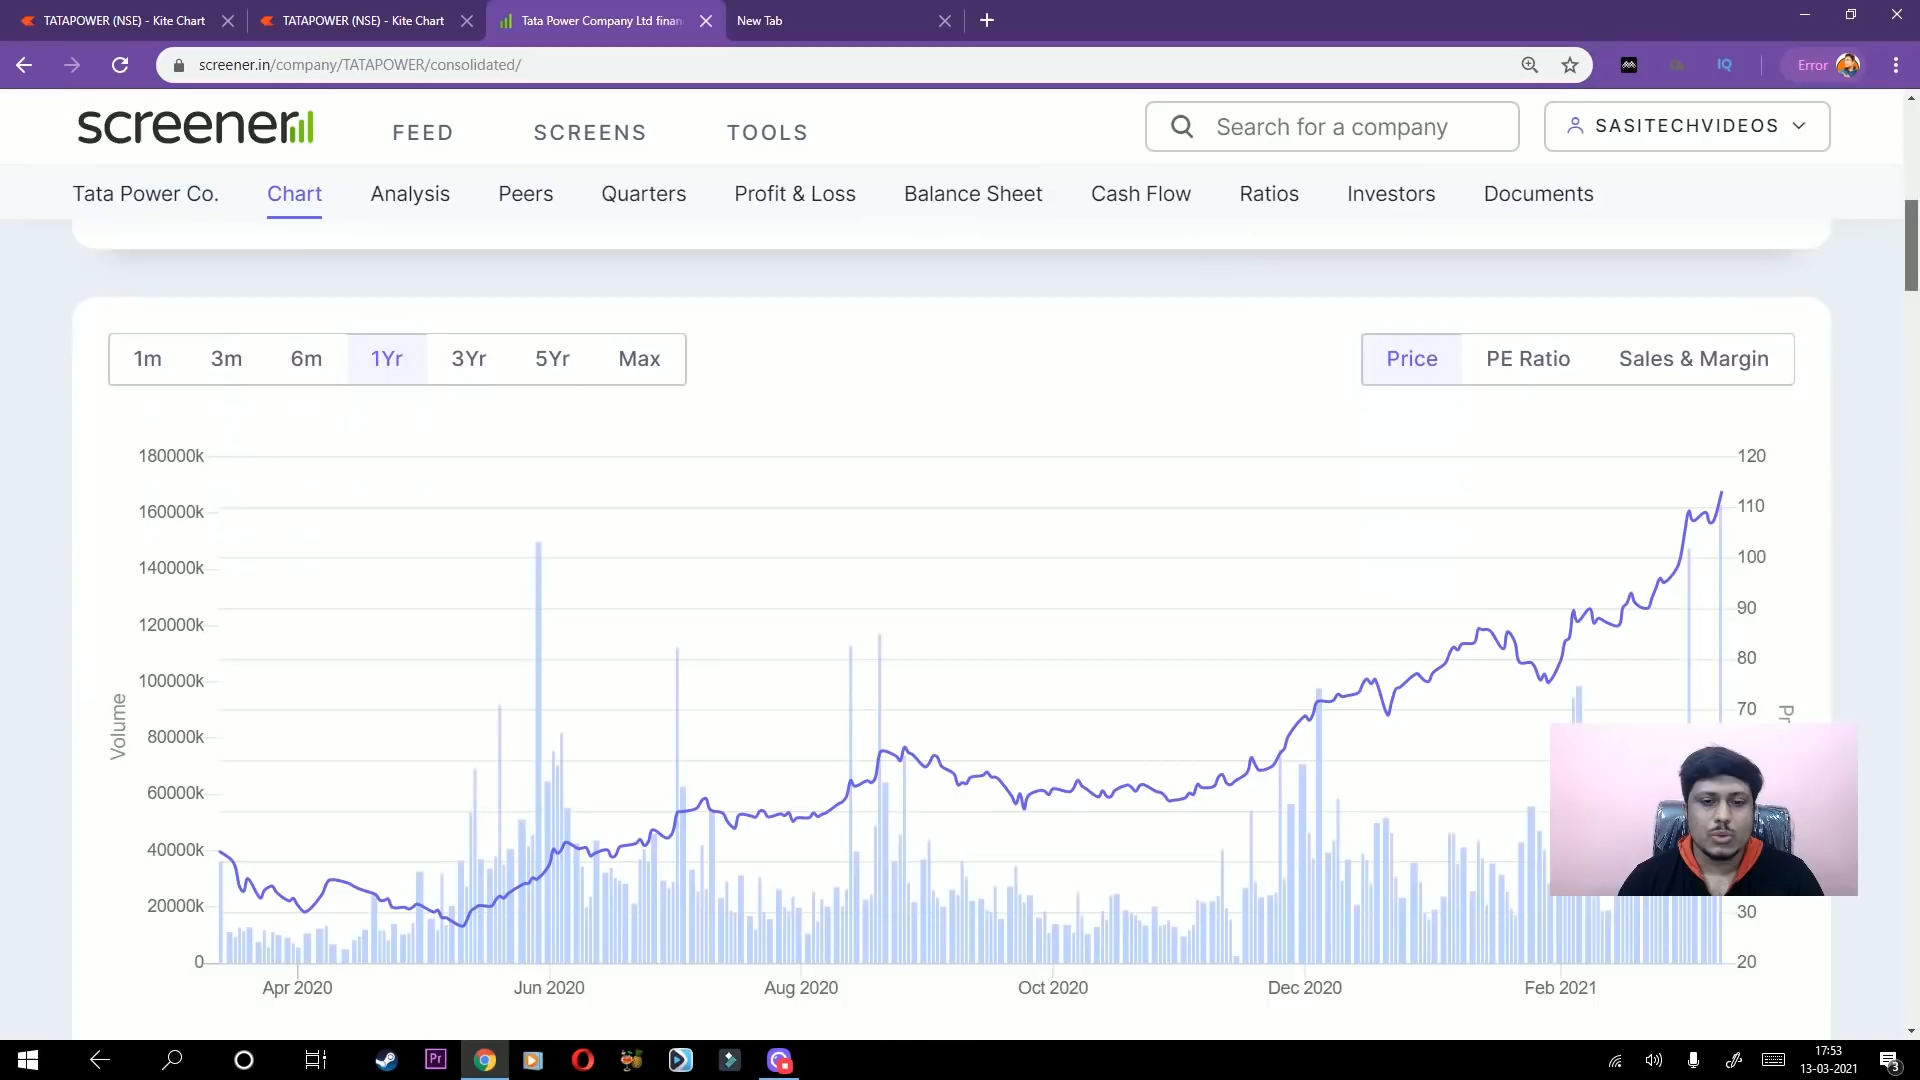 TATAPOWER (NSE) - Kite Chart
TATAPOWER (NSE) - Kite Chart
Tata Power Company Ltd finan
New Tab
screener.in/company/TATAPOWER/consolidated/
IQ
Error
screener
FEED
SCREENS
TOOLS
Search for a company
SASITECHVIDEOS
Tata Power Co.
Chart
Analysis
Peers
Quarters
Profit & Loss
Balance Sheet
Cash Flow
Ratios
Investors
Documents
1m
3m
6m
1Yr
3Yr
5Yr
Max
Price
PE Ratio
Sales & Margin
180000k
160000k
140000k
120000k
100000k
80000k
60000k
40000k
20000k
0
Volume
120
110
100
90
80
70
30
20
Pr
Apr 2020
Jun 2020
Aug 2020
Oct 2020
Dec 2020
Feb 2021
Pr
17:53
13-03-2021
3